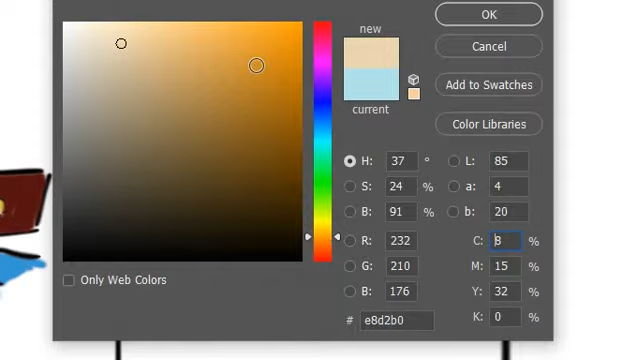 OK
new
Cancel
Add to Swatches
current
Color Libraries
H: 37 ° L: 85
S: 24 % a: 4
B: 91 % b: 20
R: 232 C: 8 %
G: 210 M: 15 %
Only Web Colors
B: 176 Y: 32 %
# e8d2b0 K: 0 %